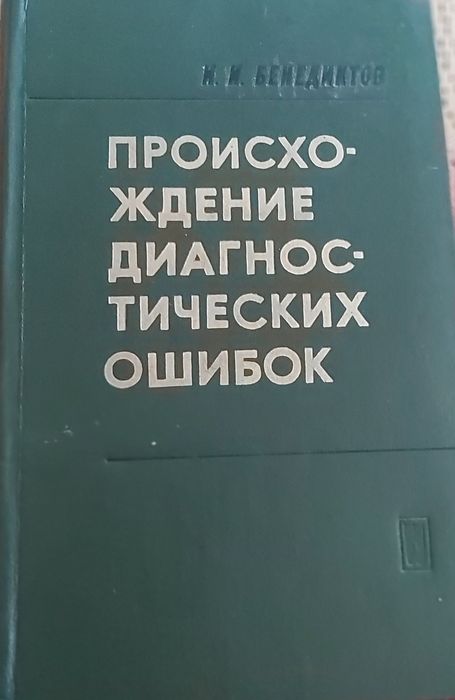 И. И. БЕНЕДИКТОВ
ПРОИСХО-
ЖДЕНИЕ
ДИАГНОС-
ТИЧЕСКИХ
ОШИБОК